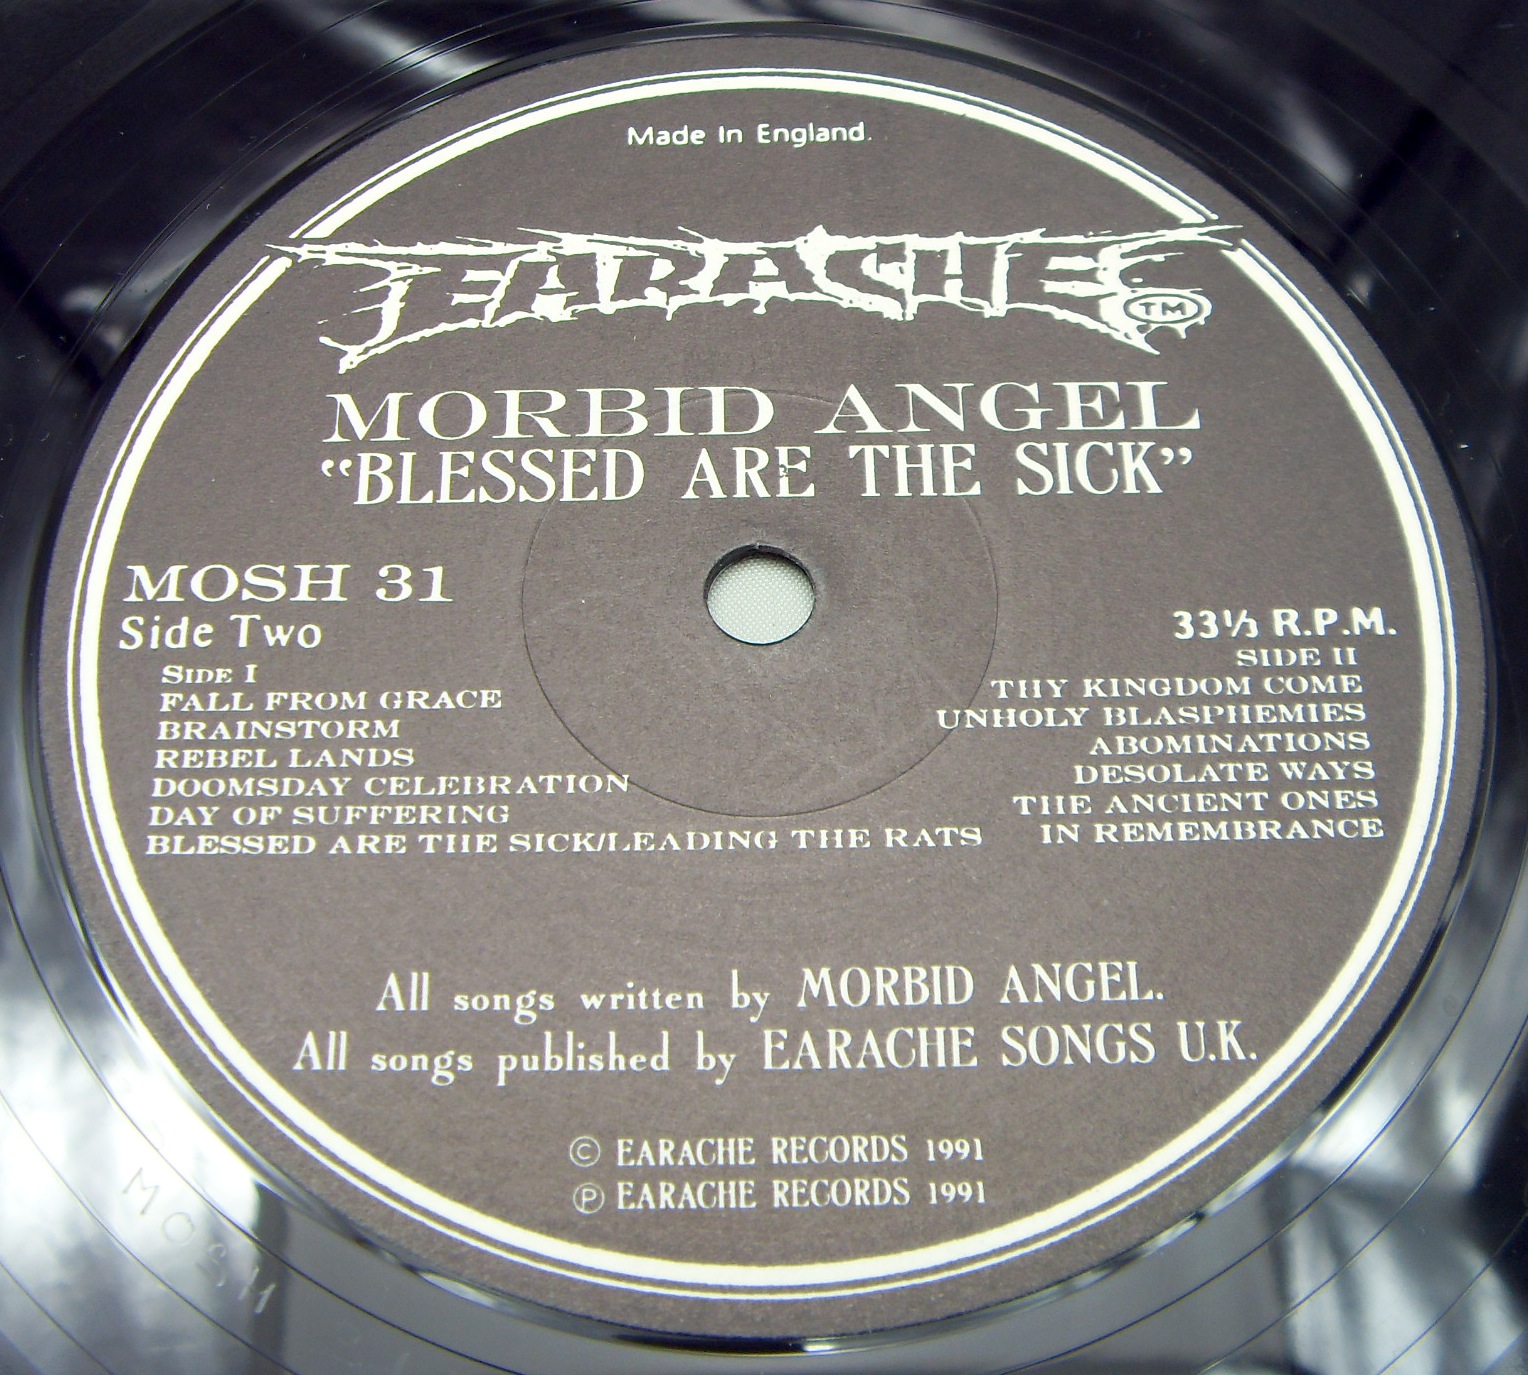 Made In England.
EARACHE TM
MORBID ANGEL
“BLESSED ARE THE SICK”
MOSH 31
Side Two
33⅓ R.P.M.
SIDE I
FALL FROM GRACE
BRAINSTORM
REBEL LANDS
DOOMSDAY CELEBRATION
DAY OF SUFFERING
BLESSED ARE THE SICK/LEADING THE RATS
SIDE II
THY KINGDOM COME
UNHOLY BLASPHEMIES
ABOMINATIONS
DESOLATE WAYS
THE ANCIENT ONES
IN REMEMBRANCE
All songs written by MORBID ANGEL.
All songs published by EARACHE SONGS U.K.
© EARACHE RECORDS 1991
℗ EARACHE RECORDS 1991
MOSH